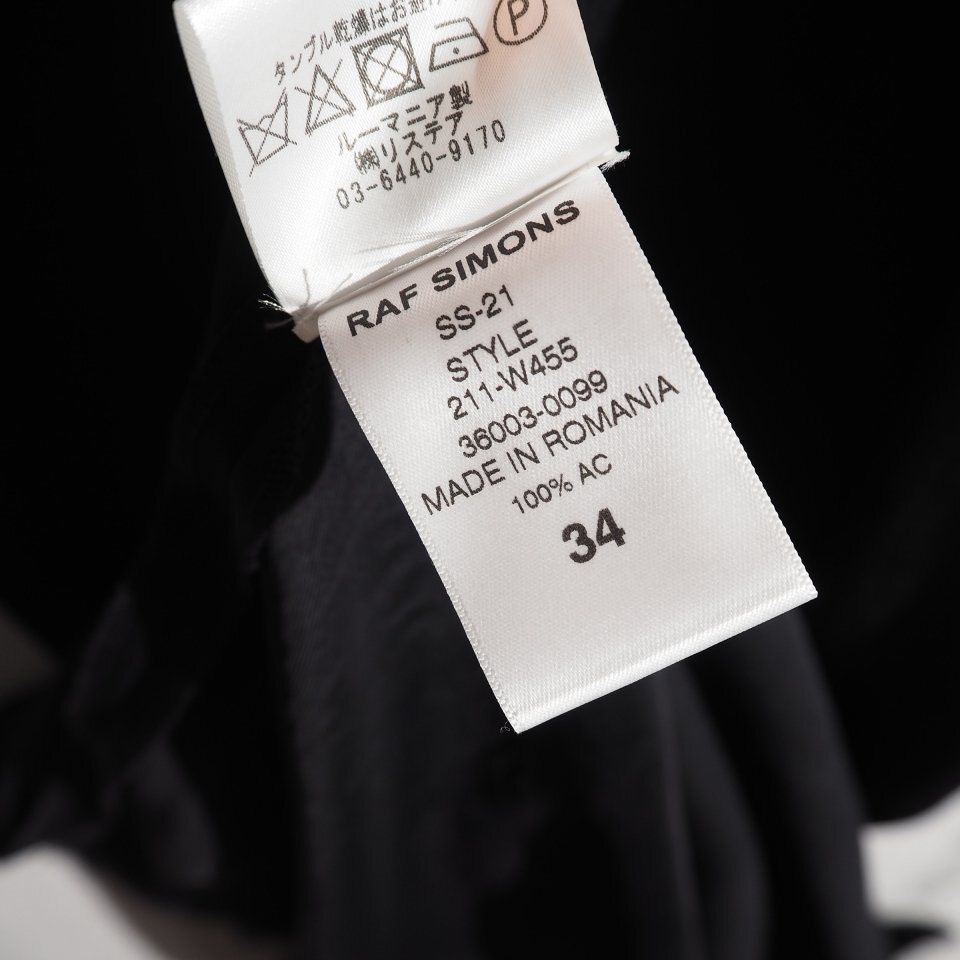 タンブル乾燥はお避け
P
ルーマニア製
㈱リステア
03-6440-9170
RAF SIMONS
SS-21
STYLE
211-W455
36003-0099
MADE IN ROMANIA
100% AC
34